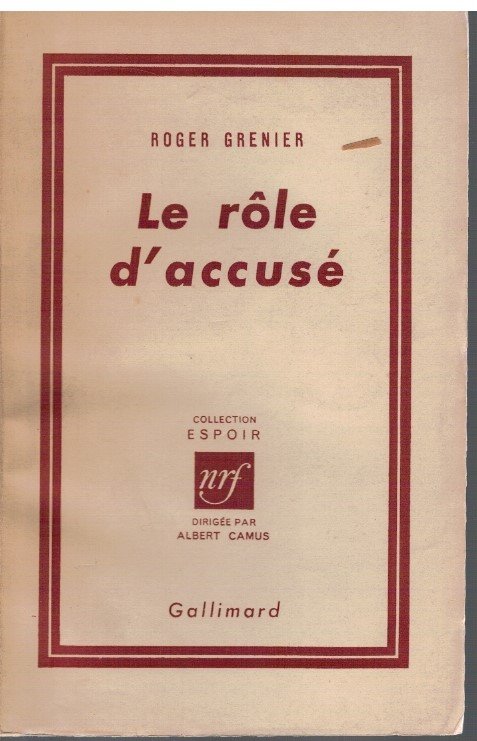 ROGER GRENIER
Le rôle
d'accusé
COLLECTION
ESPOIR
nrf
DIRIGÉE PAR
ALBERT CAMUS
Gallimard